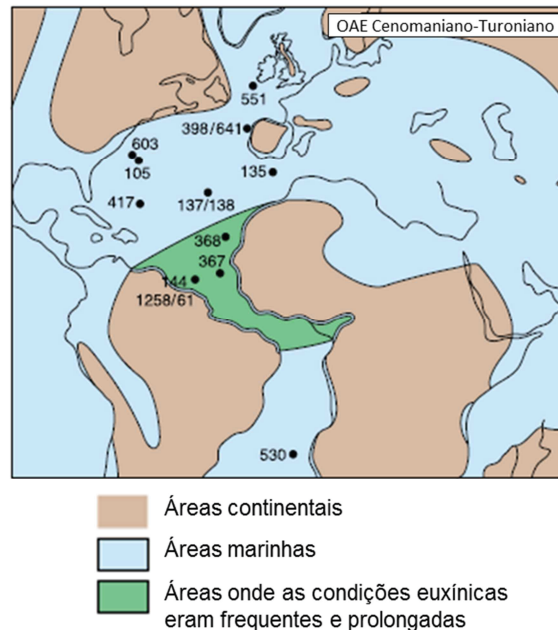 OAE Cenomaniano-Turoniano
551
398/641
603
105
135
417
137/138
368
367
144
1258/61
530
Áreas continentais
Áreas marinhas
Áreas onde as condições euxínicas
eram frequentes e prolongadas